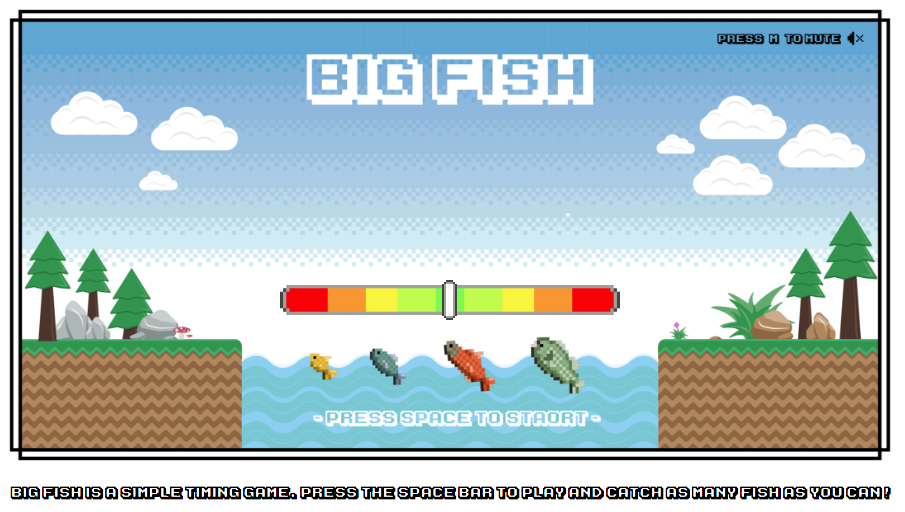 PRESS M TO MUTE
BIG FISH
- PRESS SPACE TO STAORT -
BIG FISH IS A SIMPLE TIMING GAME. PRESS THE SPACE BAR TO PLAY AND CATCH AS MANY FISH AS YOU CAN!